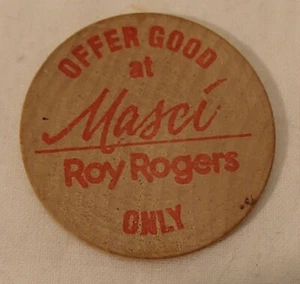 OFFER GOOD
at
Masci
Roy Rogers
ONLY